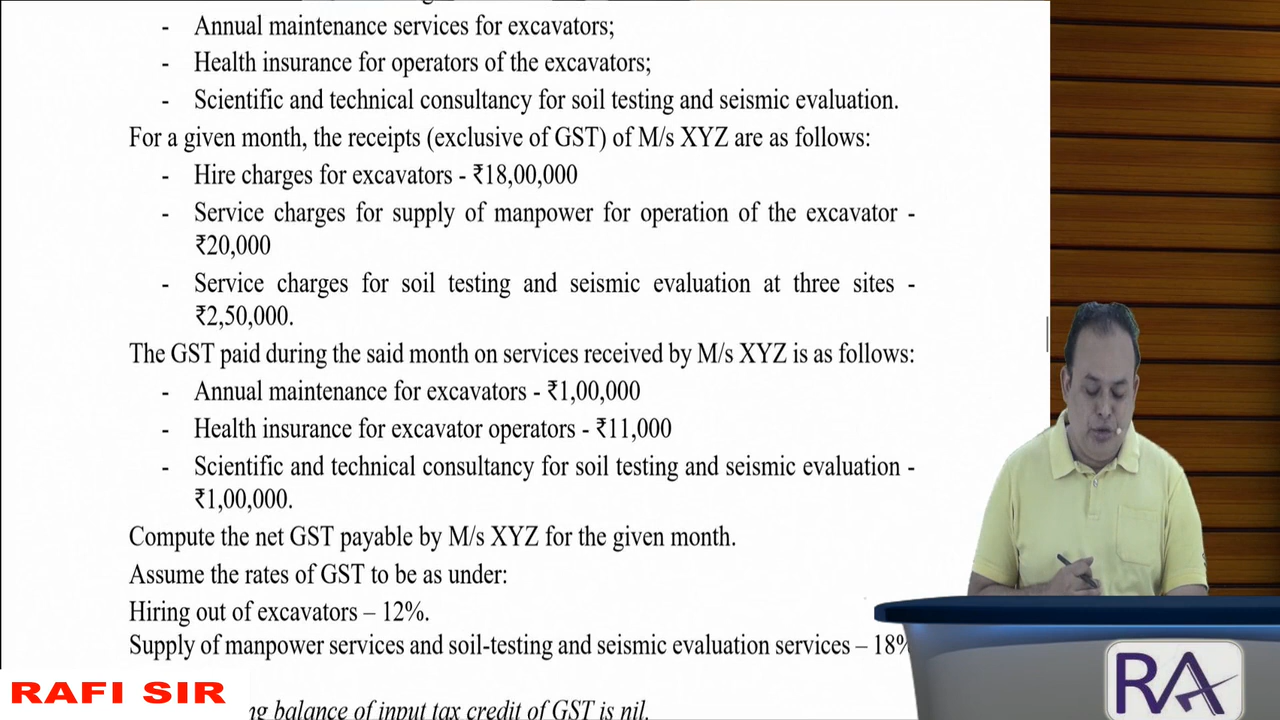 - Annual maintenance services for excavators;
- Health insurance for operators of the excavators;
- Scientific and technical consultancy for soil testing and seismic evaluation.
For a given month, the receipts (exclusive of GST) of M/s XYZ are as follows:
- Hire charges for excavators - ₹18,00,000
- Service charges for supply of manpower for operation of the excavator -
₹20,000
- Service charges for soil testing and seismic evaluation at three sites -
₹2,50,000.
The GST paid during the said month on services received by M/s XYZ is as follows:
- Annual maintenance for excavators - ₹1,00,000
- Health insurance for excavator operators - ₹11,000
- Scientific and technical consultancy for soil testing and seismic evaluation -
₹1,00,000.
Compute the net GST payable by M/s XYZ for the given month.
Assume the rates of GST to be as under:
Hiring out of excavators – 12%.
Supply of manpower services and soil-testing and seismic evaluation services – 18%
RAFI SIR
balance of input tax credit of GST is nil.
RA